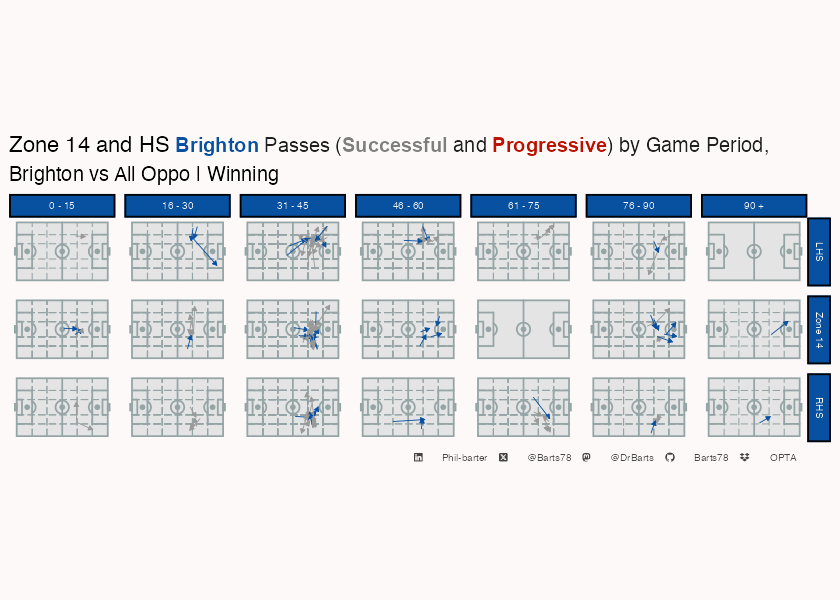 Zone 14 and HS Brighton Passes (Successful and Progressive) by Game Period,
Brighton vs All Oppo | Winning
0 - 15 16 - 30 31 - 45 46 - 60 61 - 75 76 - 90 90 +
LHS
Zone 14
RHS
Phil-barter @Barts78 @DrBarts Barts78 OPTA